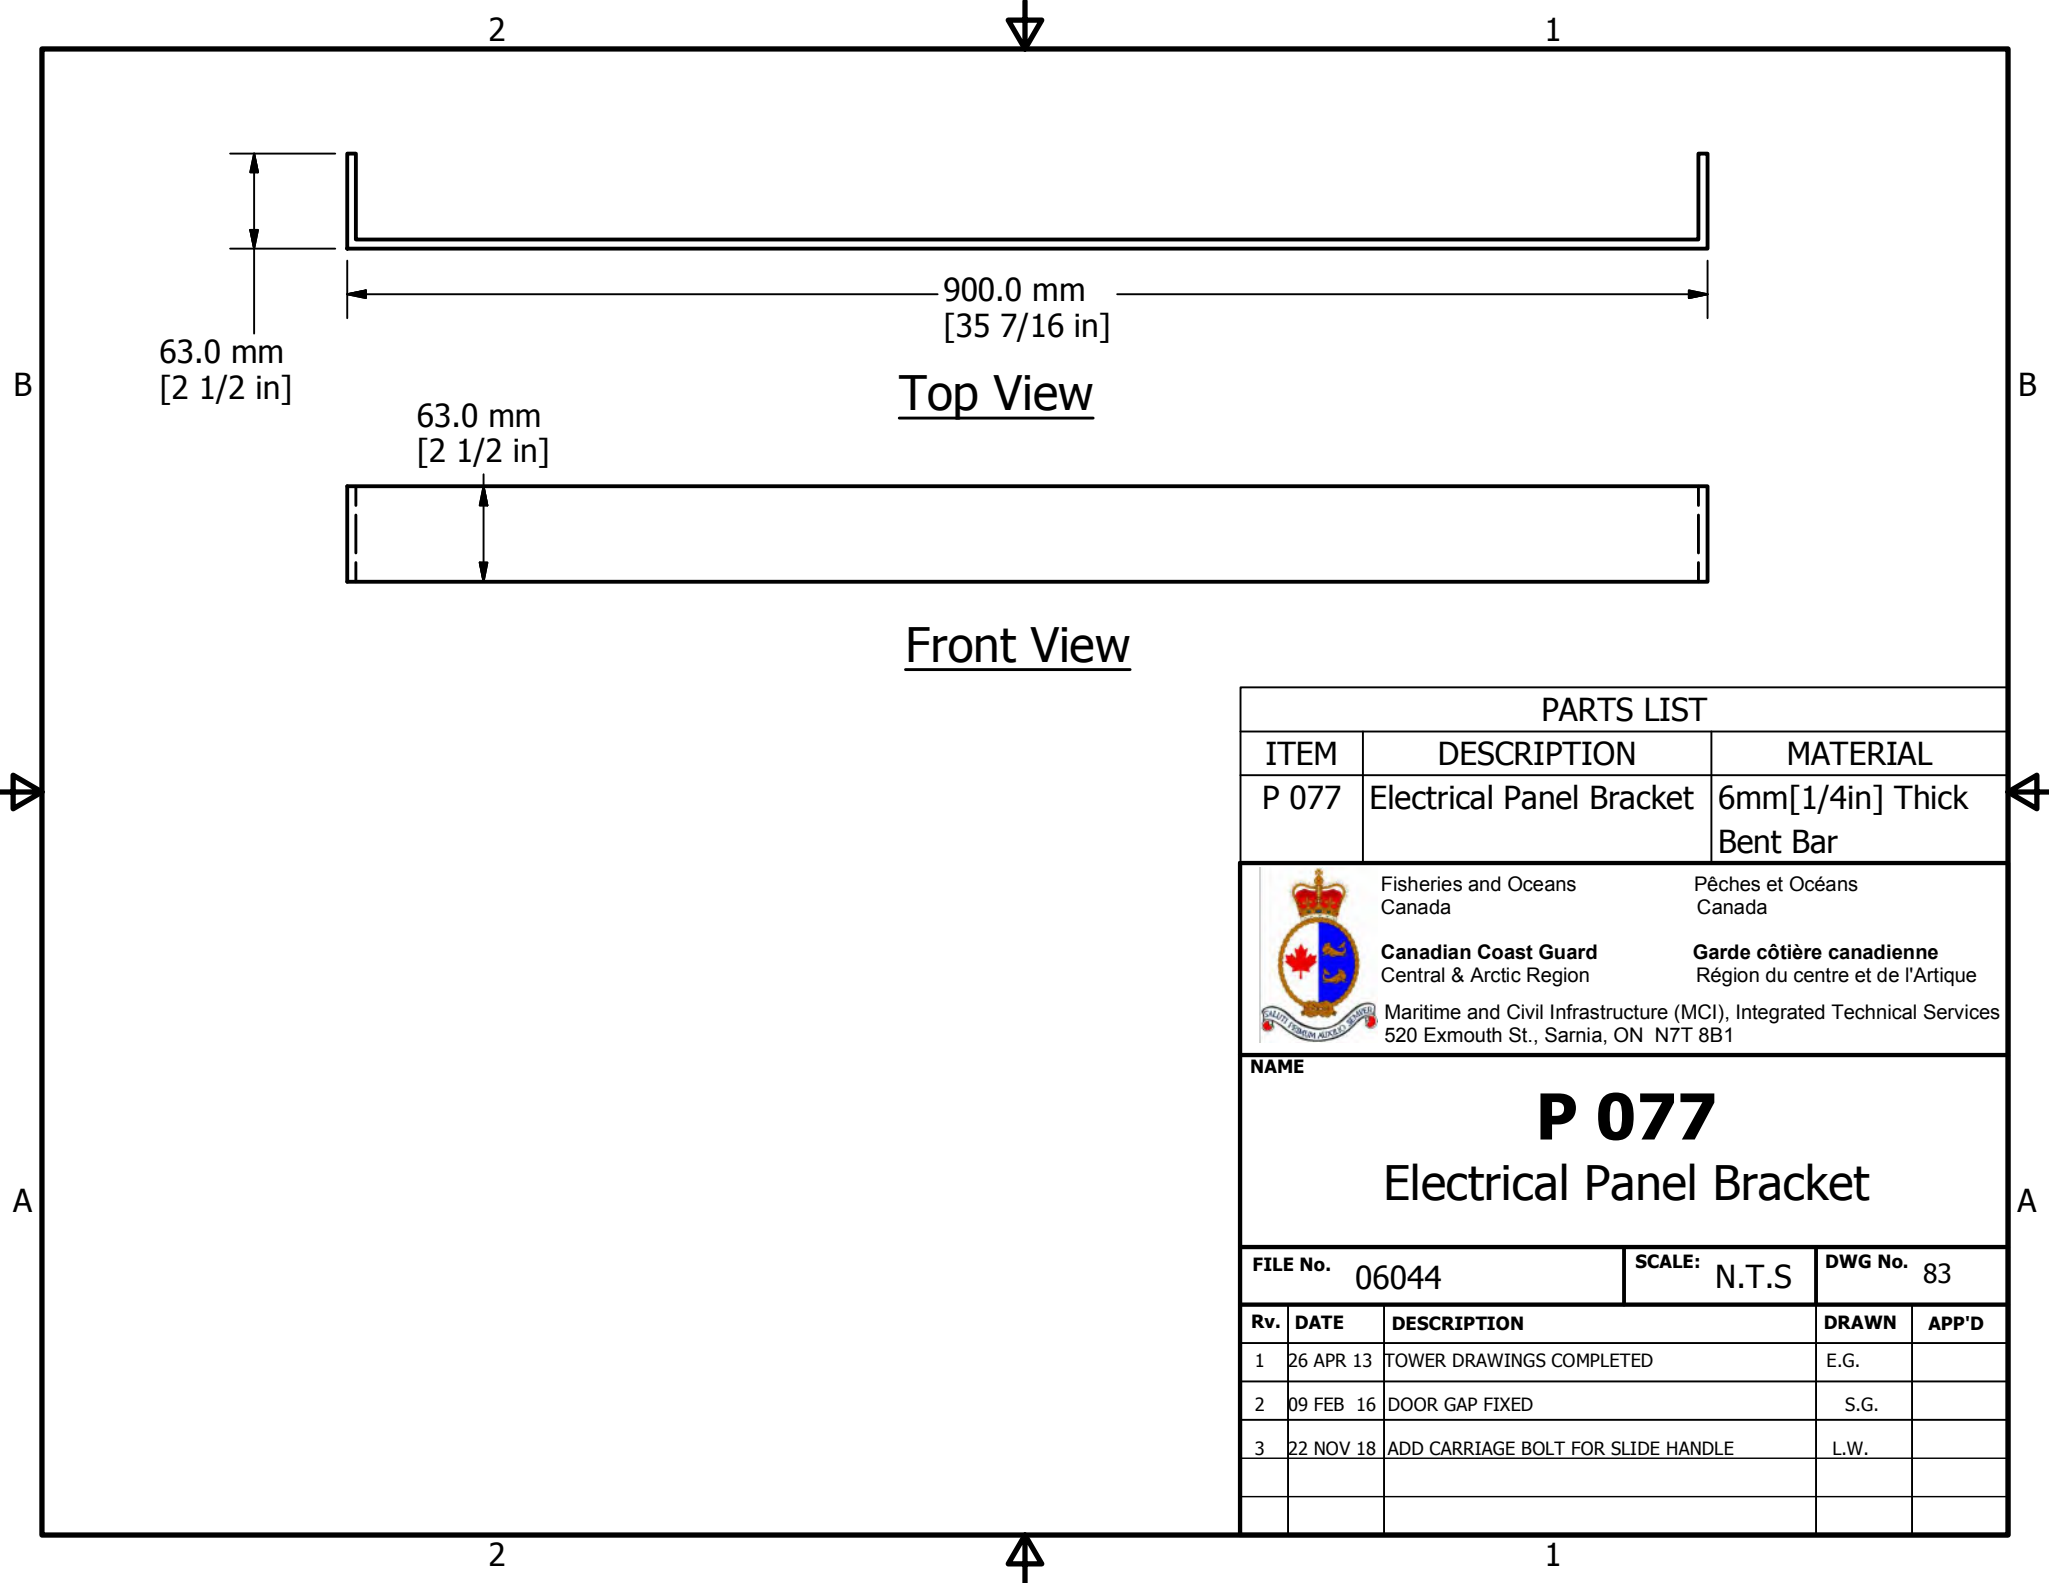 2
1
63.0 mm
[2 1/2 in]
900.0 mm
[35 7/16 in]
Top View
B
B
63.0 mm
[2 1/2 in]
Front View
PARTS LIST
ITEM DESCRIPTION MATERIAL
P 077 Electrical Panel Bracket 6mm[1/4in] Thick
Bent Bar
Fisheries and Oceans Pêches et Océans
Canada Canada
Canadian Coast Guard Garde côtière canadienne
Central & Arctic Region Région du centre et de l'Artique
SALUTI PRIMUM AUXILIO SEMPER
Maritime and Civil Infrastructure (MCI), Integrated Technical Services
520 Exmouth St., Sarnia, ON N7T 8B1
NAME
P 077
Electrical Panel Bracket
A
A
FILE No. 06044 SCALE: N.T.S DWG No. 83
Rv. DATE DESCRIPTION DRAWN APP'D
1 26 APR 13 TOWER DRAWINGS COMPLETED E.G.
2 09 FEB 16 DOOR GAP FIXED S.G.
3 22 NOV 18 ADD CARRIAGE BOLT FOR SLIDE HANDLE L.W.
2
1